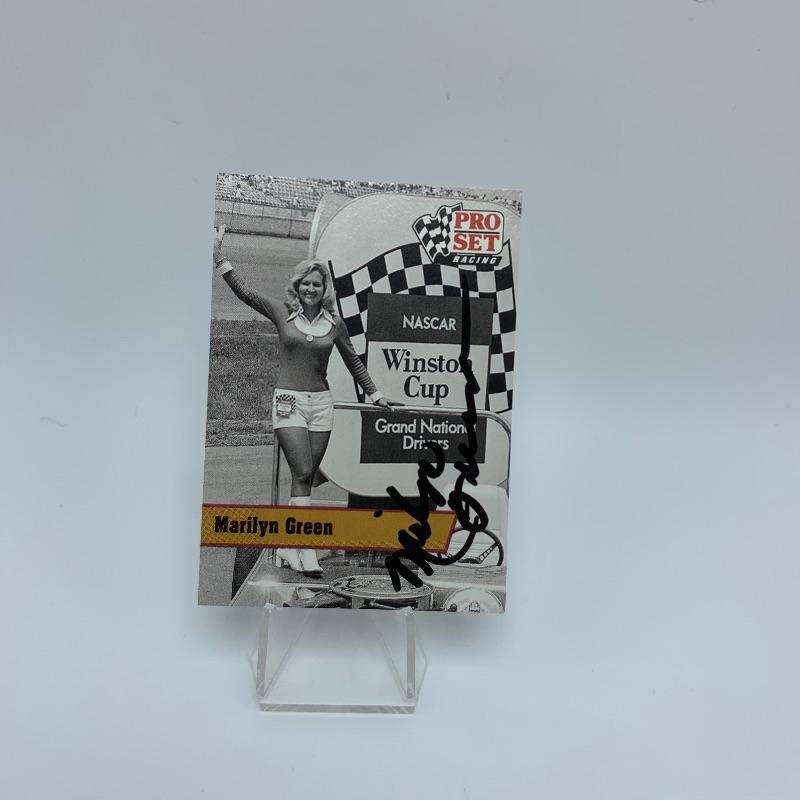 PRO
SET
RACING
NASCAR
Winston
Cup
Grand National
Drivers
Marilyn Green